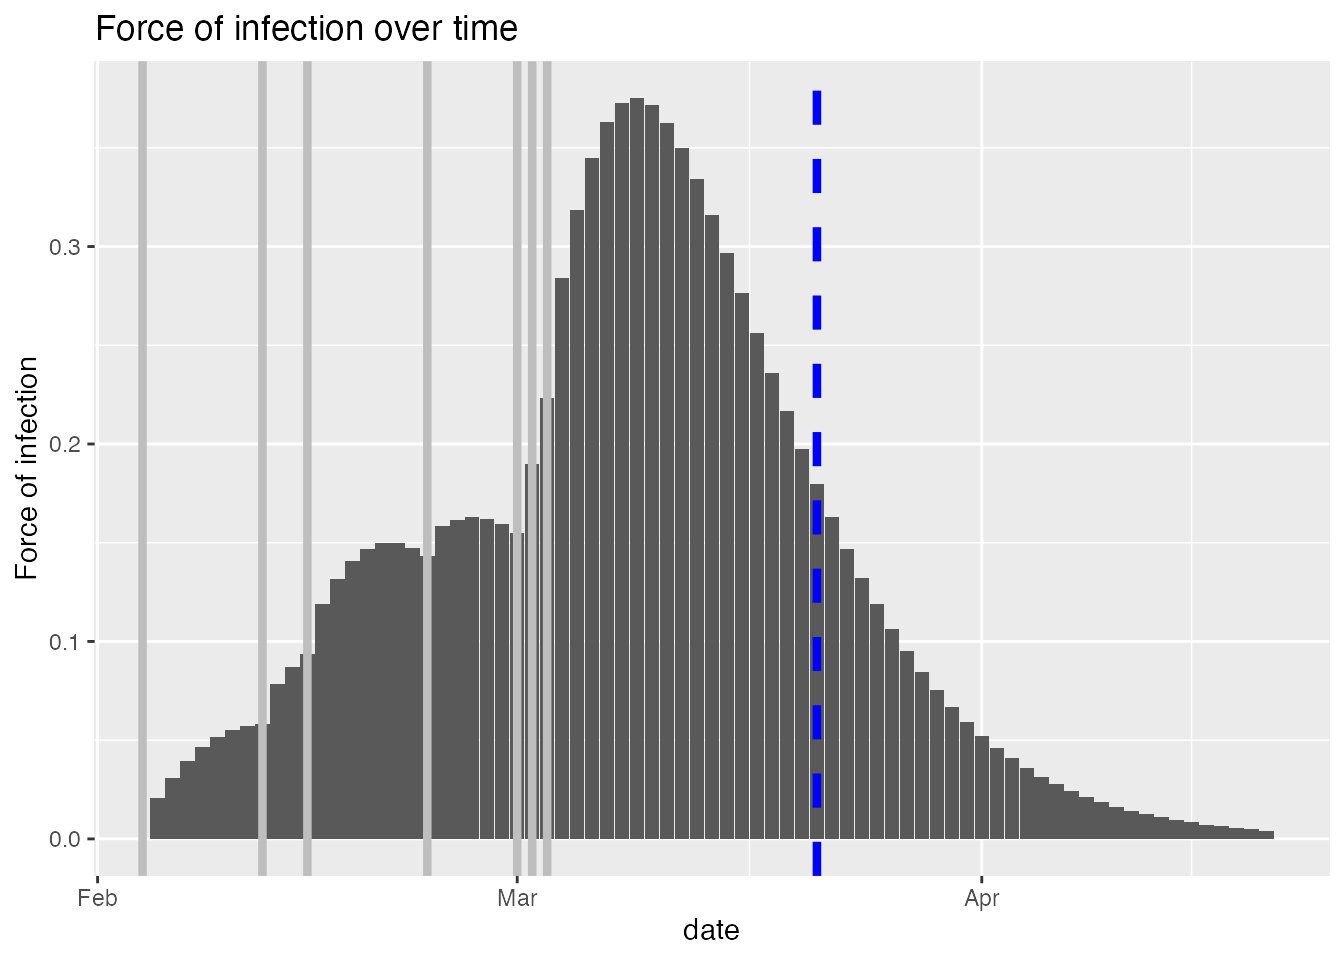 Force of infection over time
Force of infection
0.3
0.2
0.1
0.0
Feb
Mar
Apr
date